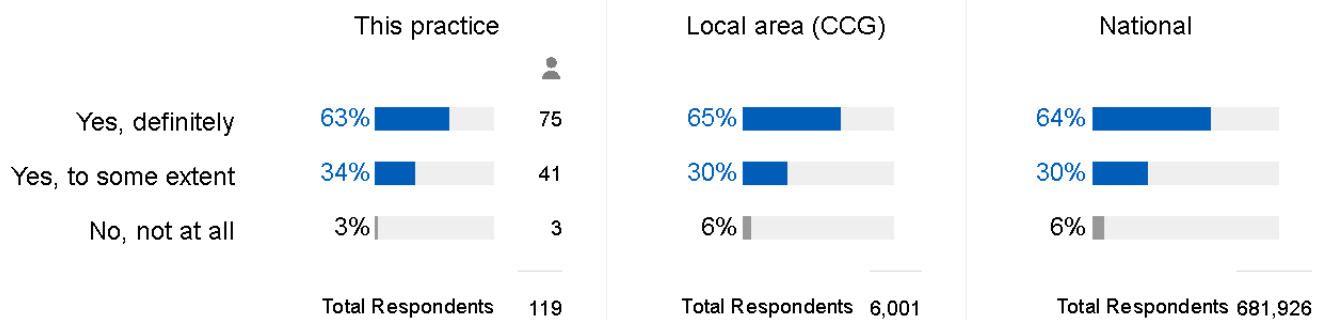 This practice Local area (CCG) National
Yes, definitely 63% 75 65% 64%
Yes, to some extent 34% 41 30% 30%
No, not at all 3% 3 6% 6%
Total Respondents 119 Total Respondents 6,001 Total Respondents 681,926